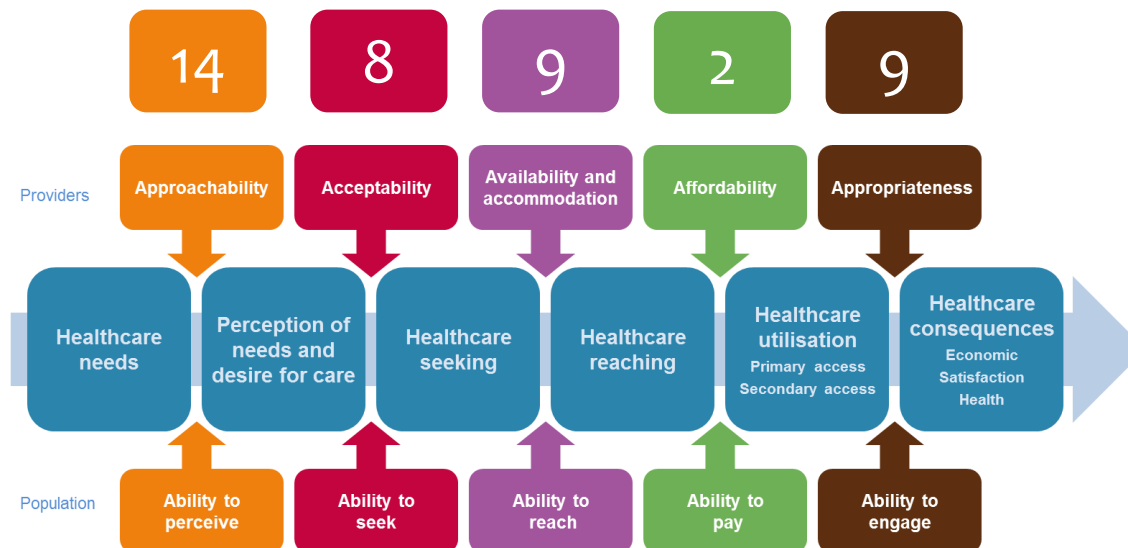 14
8
9
2
9
Providers
Approachability
Acceptability
Availability and
accommodation
Affordability
Appropriateness
Healthcare
needs
Perception of
needs and
desire for care
Healthcare
seeking
Healthcare
reaching
Healthcare
utilisation
Primary access
Secondary access
Healthcare
consequences
Economic
Satisfaction
Health
Population
Ability to
perceive
Ability to
seek
Ability to
reach
Ability to
pay
Ability to
engage